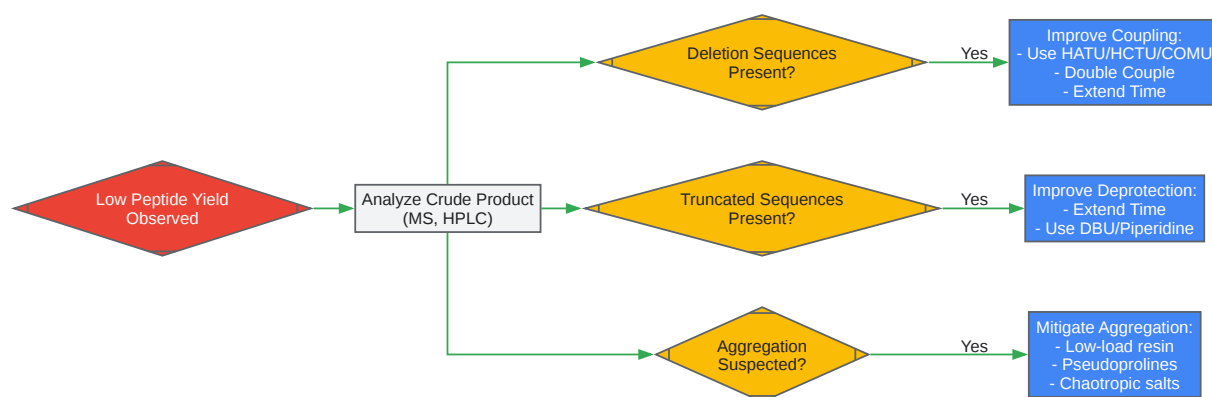 Low Peptide Yield
Observed
Analyze Crude Product
(MS, HPLC)
Deletion Sequences
Present?
Yes
Improve Coupling:
- Use HATU/HCTU/COMU
- Double Couple
- Extend Time
Truncated Sequences
Present?
Yes
Improve Deprotection:
- Extend Time
- Use DBU/Piperidine
Aggregation
Suspected?
Yes
Mitigate Aggregation:
- Low-load resin
- Pseudoprolines
- Chaotropic salts